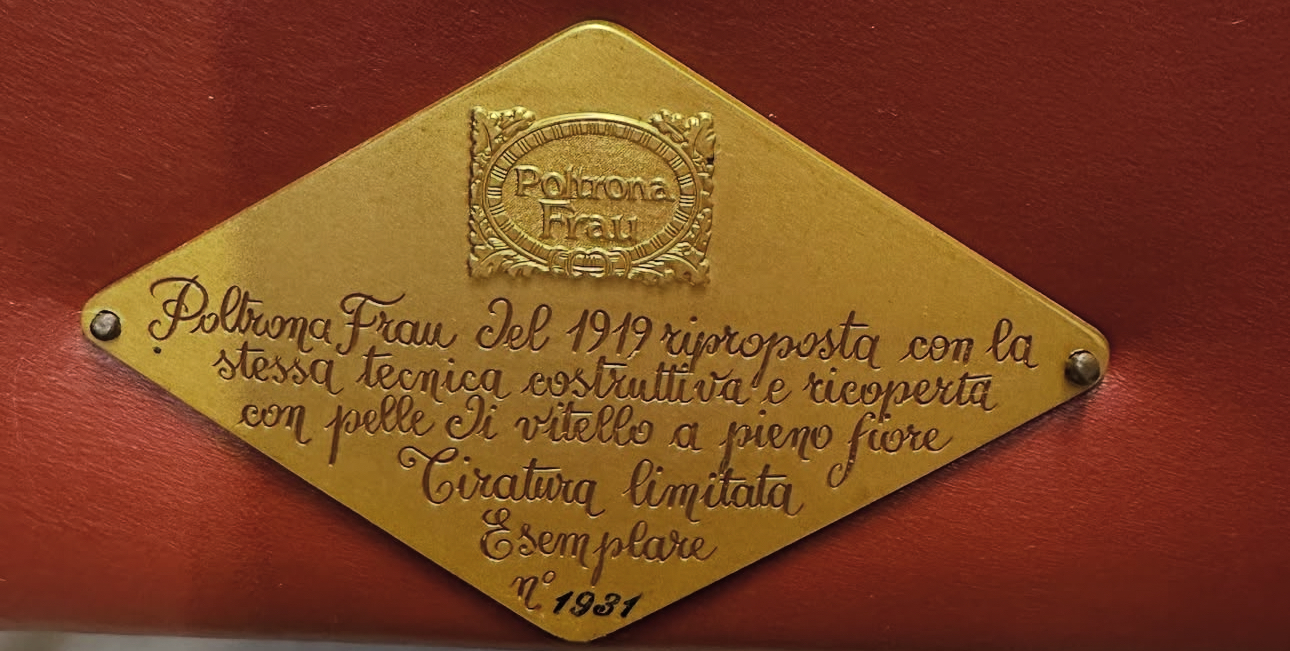 Poltrona
Frau
Poltrona Frau del 1919 riproposta con la
stessa tecnica costruttiva e ricoperta
con pelle di vitello a pieno fiore
Tiratura limitata
Esemplare
n° 1931